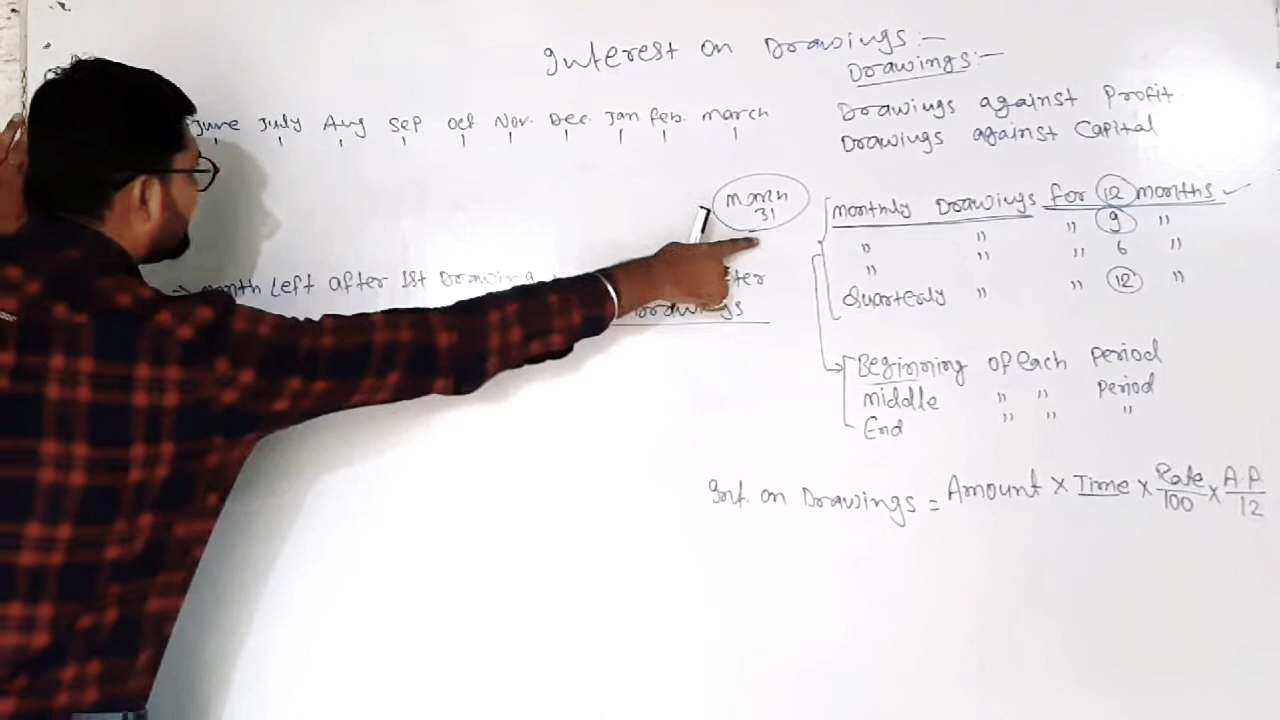 Interest on Drawings :-
Drawings :-
June July Aug Sep Oct. Nov. Dec. Jan Feb. march
Drawings against Profit
Drawings against Capital
march
31
monthly Drawings for 12 months ✓
" " " 9 "
" " " 6 "
Quarterly " " 12 "
month Left after 1st Drawing
Drawings
Beginning of each Period
middle " " Period
End " " "
Int. on Drawings = Amount × Time × Rate/100 × A.P./12